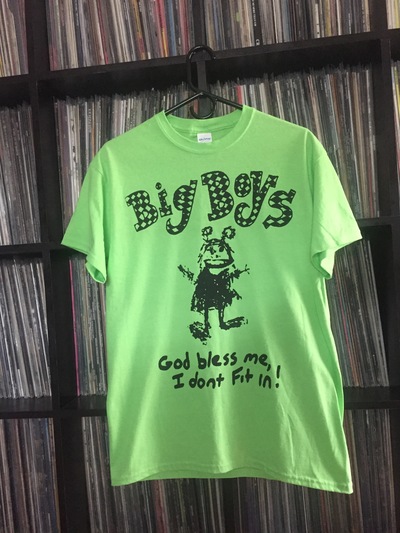 Big Boys
God bless me,
I dont Fit in!